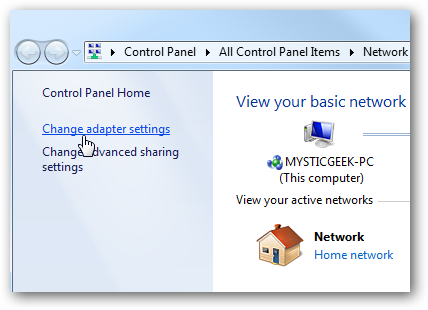 Control Panel All Control Panel Items Network
Control Panel Home
Change adapter settings
Change advanced sharing
settings
View your basic network
MYSTICGEEK-PC
(This computer)
View your active networks
Network
Home network